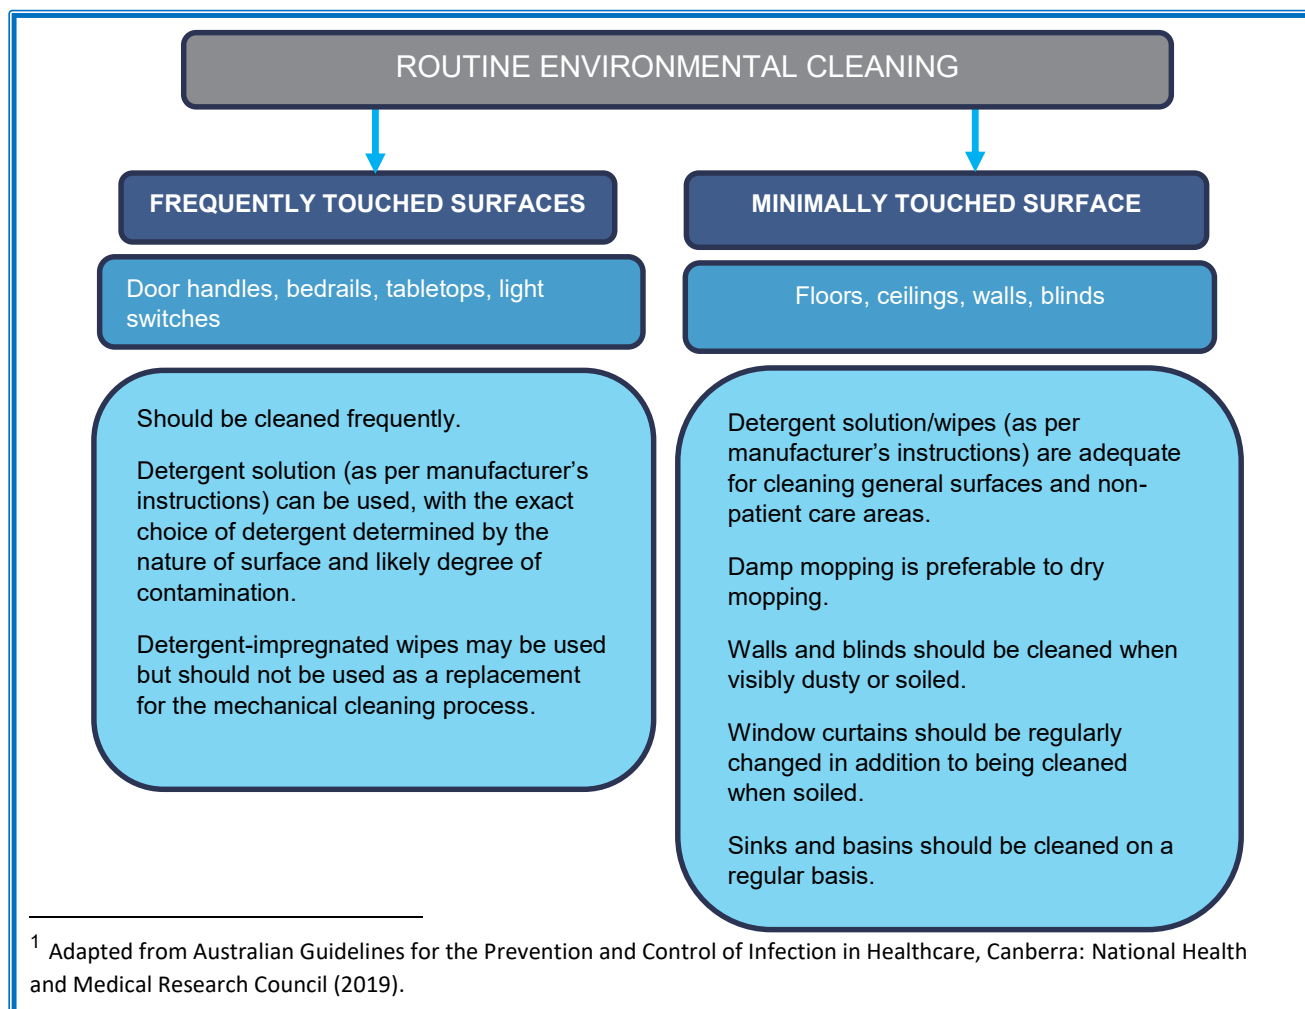 ROUTINE ENVIRONMENTAL CLEANING
FREQUENTLY TOUCHED SURFACES
Door handles, bedrails, tabletops, light
switches
Should be cleaned frequently.
Detergent solution (as per manufacturer’s
instructions) can be used, with the exact
choice of detergent determined by the
nature of surface and likely degree of
contamination.
Detergent-impregnated wipes may be used
but should not be used as a replacement
for the mechanical cleaning process.
MINIMALLY TOUCHED SURFACE
Floors, ceilings, walls, blinds
Detergent solution/wipes (as per
manufacturer’s instructions) are adequate
for cleaning general surfaces and non-
patient care areas.
Damp mopping is preferable to dry
mopping.
Walls and blinds should be cleaned when
visibly dusty or soiled.
Window curtains should be regularly
changed in addition to being cleaned
when soiled.
Sinks and basins should be cleaned on a
regular basis.
1 Adapted from Australian Guidelines for the Prevention and Control of Infection in Healthcare, Canberra: National Health
and Medical Research Council (2019).